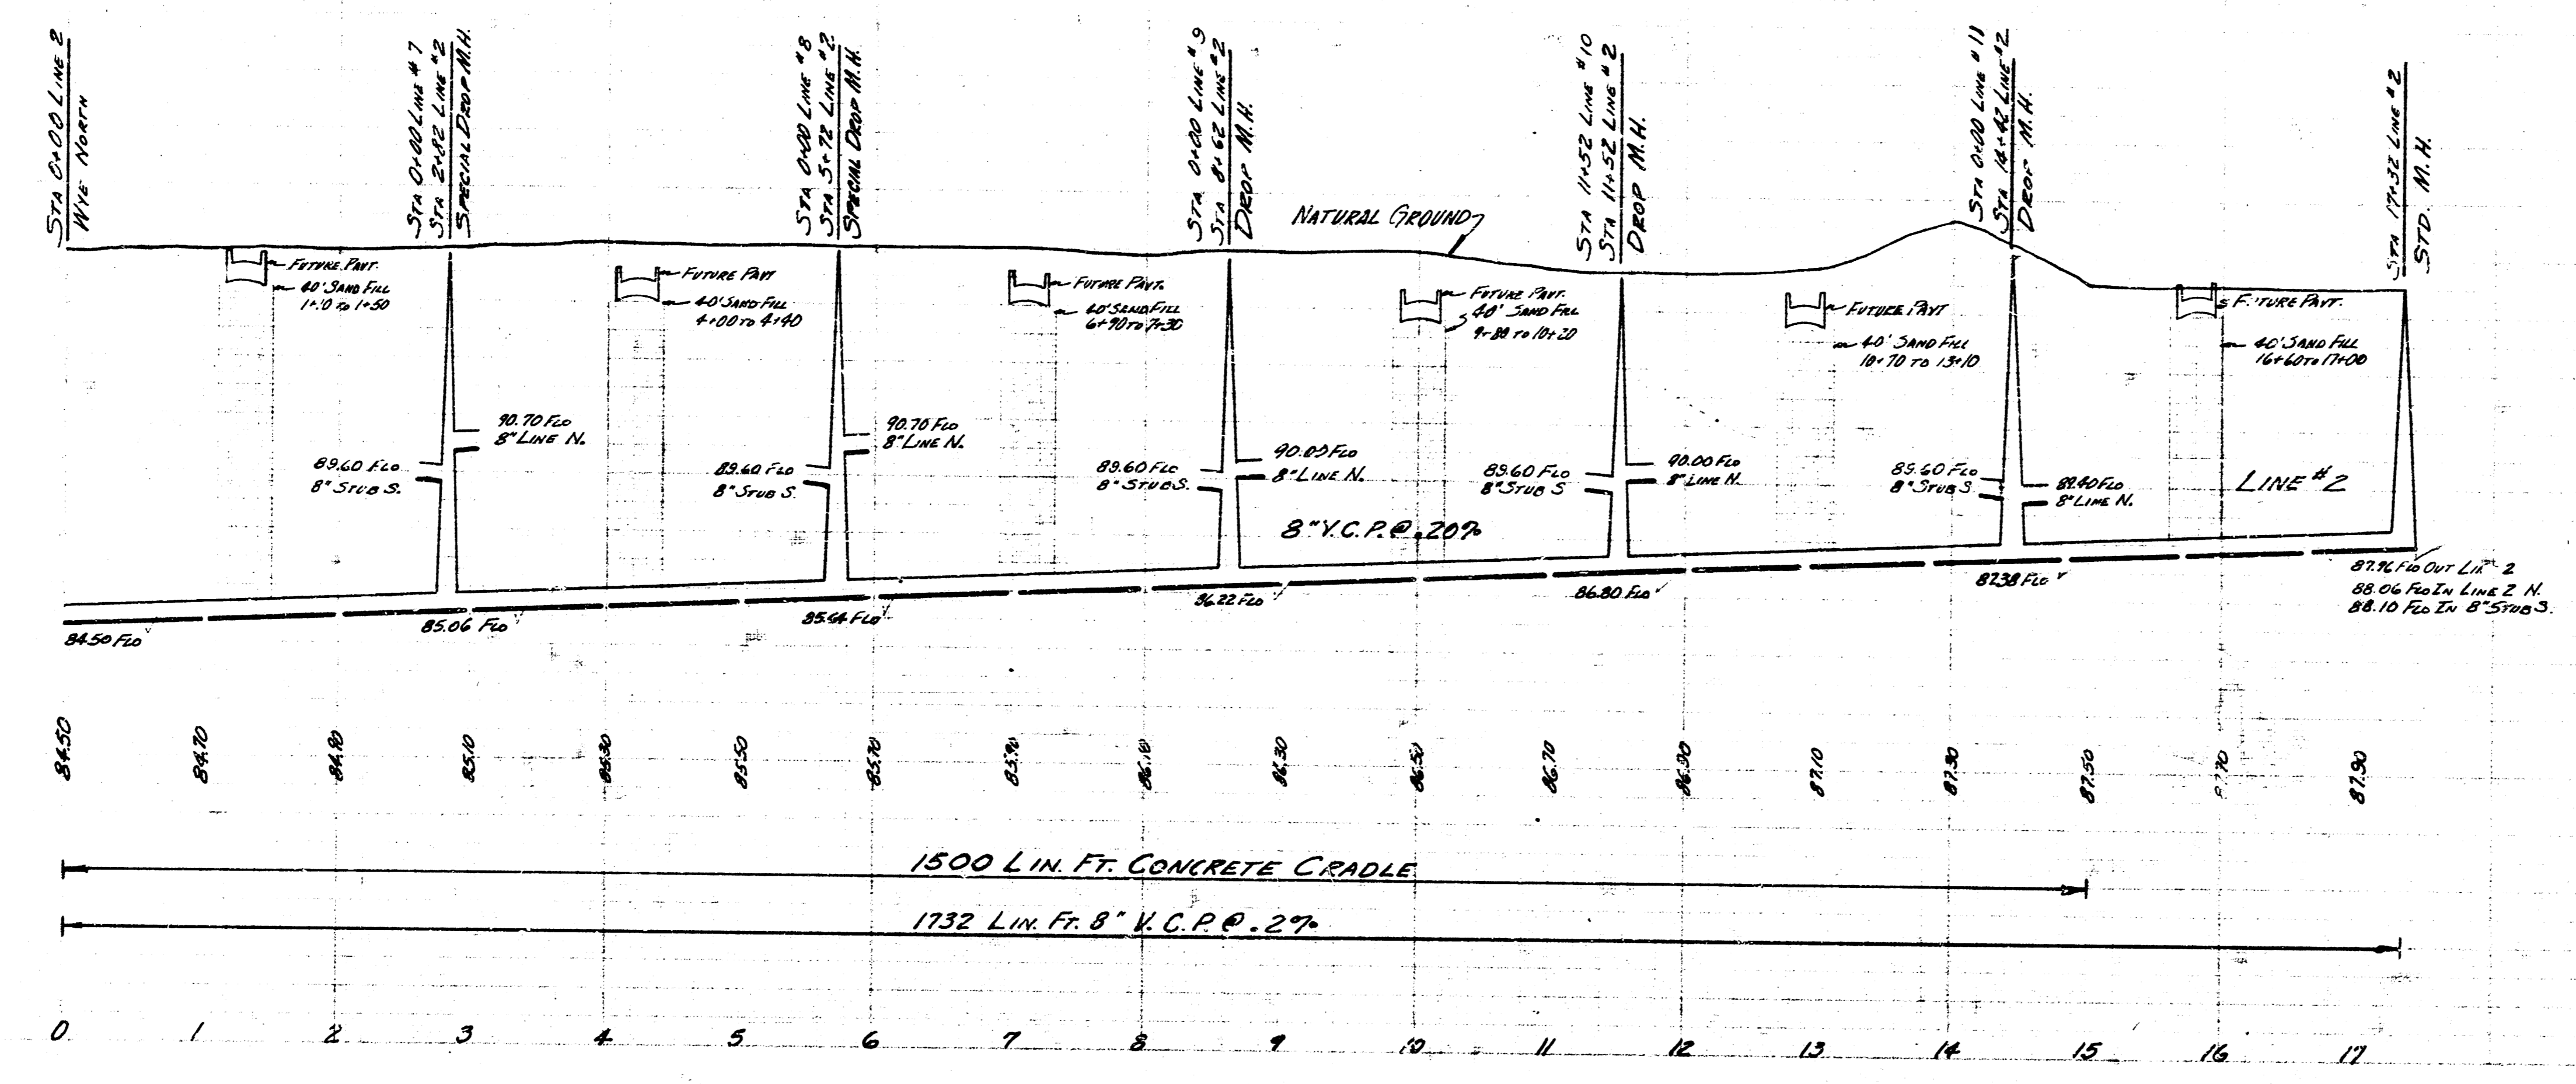 STA 0+00 LINE 2
WYE NORTH
STA 0+00 LINE #7
STA 2+82 LINE #2
SPECIAL DROP M.H.
STA 0+00 LINE #8
STA 5+72 LINE #2
SPECIAL DROP M.H.
STA 0+00 LINE #9
STA 8+62 LINE #2
DROP M.H.
STA 11+52 LINE #10
STA 11+52 LINE #2
DROP M.H.
STA 0+00 LINE #11
STA 14+42 LINE #2
DROP M.H.
STA 17+32 LINE #2
STD. M.H.
NATURAL GROUND
FUTURE PAVT.
40' SAND FILL
TO 1+50
FUTURE PAVT
40' SAND FILL
4+00 TO 4+40
FUTURE PAVT.
40' SAND FILL
6+90 TO 7+30
FUTURE PAVT.
40' SAND FILL
9+80 TO 10+20
FUTURE PAVT
40' SAND FILL
10+70 TO 13+10
FUTURE PAVT.
40' SAND FILL
16+60 TO 17+00
90.70 FLO
8" LINE N.
89.60 FLO
8" STUB S.
90.70 FLO
8" LINE N.
89.60 FLO
8" STUB S.
90.00 FLO
8" LINE N.
89.60 FLO
8" STUB S.
90.00 FLO
8" LINE N.
89.60 FLO
8" STUB S
89.40 FLO
8" LINE N.
89.60 FLO
8" STUB S.
LINE #2
8" V.C.P. @ .20%
84.50 FLO
85.06 FLO
85.64 FLO
86.22 FLO
86.80 FLO
87.38 FLO
87.96 FLO OUT LINE 2
88.06 FLO IN LINE 2 N.
88.10 FLO IN 8" STUB S.
84.50 84.70 84.90 85.10 85.30 85.50 85.70 85.90 86.10 86.30 86.50 86.70 86.90 87.10 87.30 87.50 87.70 87.90
1500 LIN. FT. CONCRETE CRADLE
1732 LIN. FT. 8" V.C.P. @ .2%
0 1 2 3 4 5 6 7 8 9 10 11 12 13 14 15 16 17